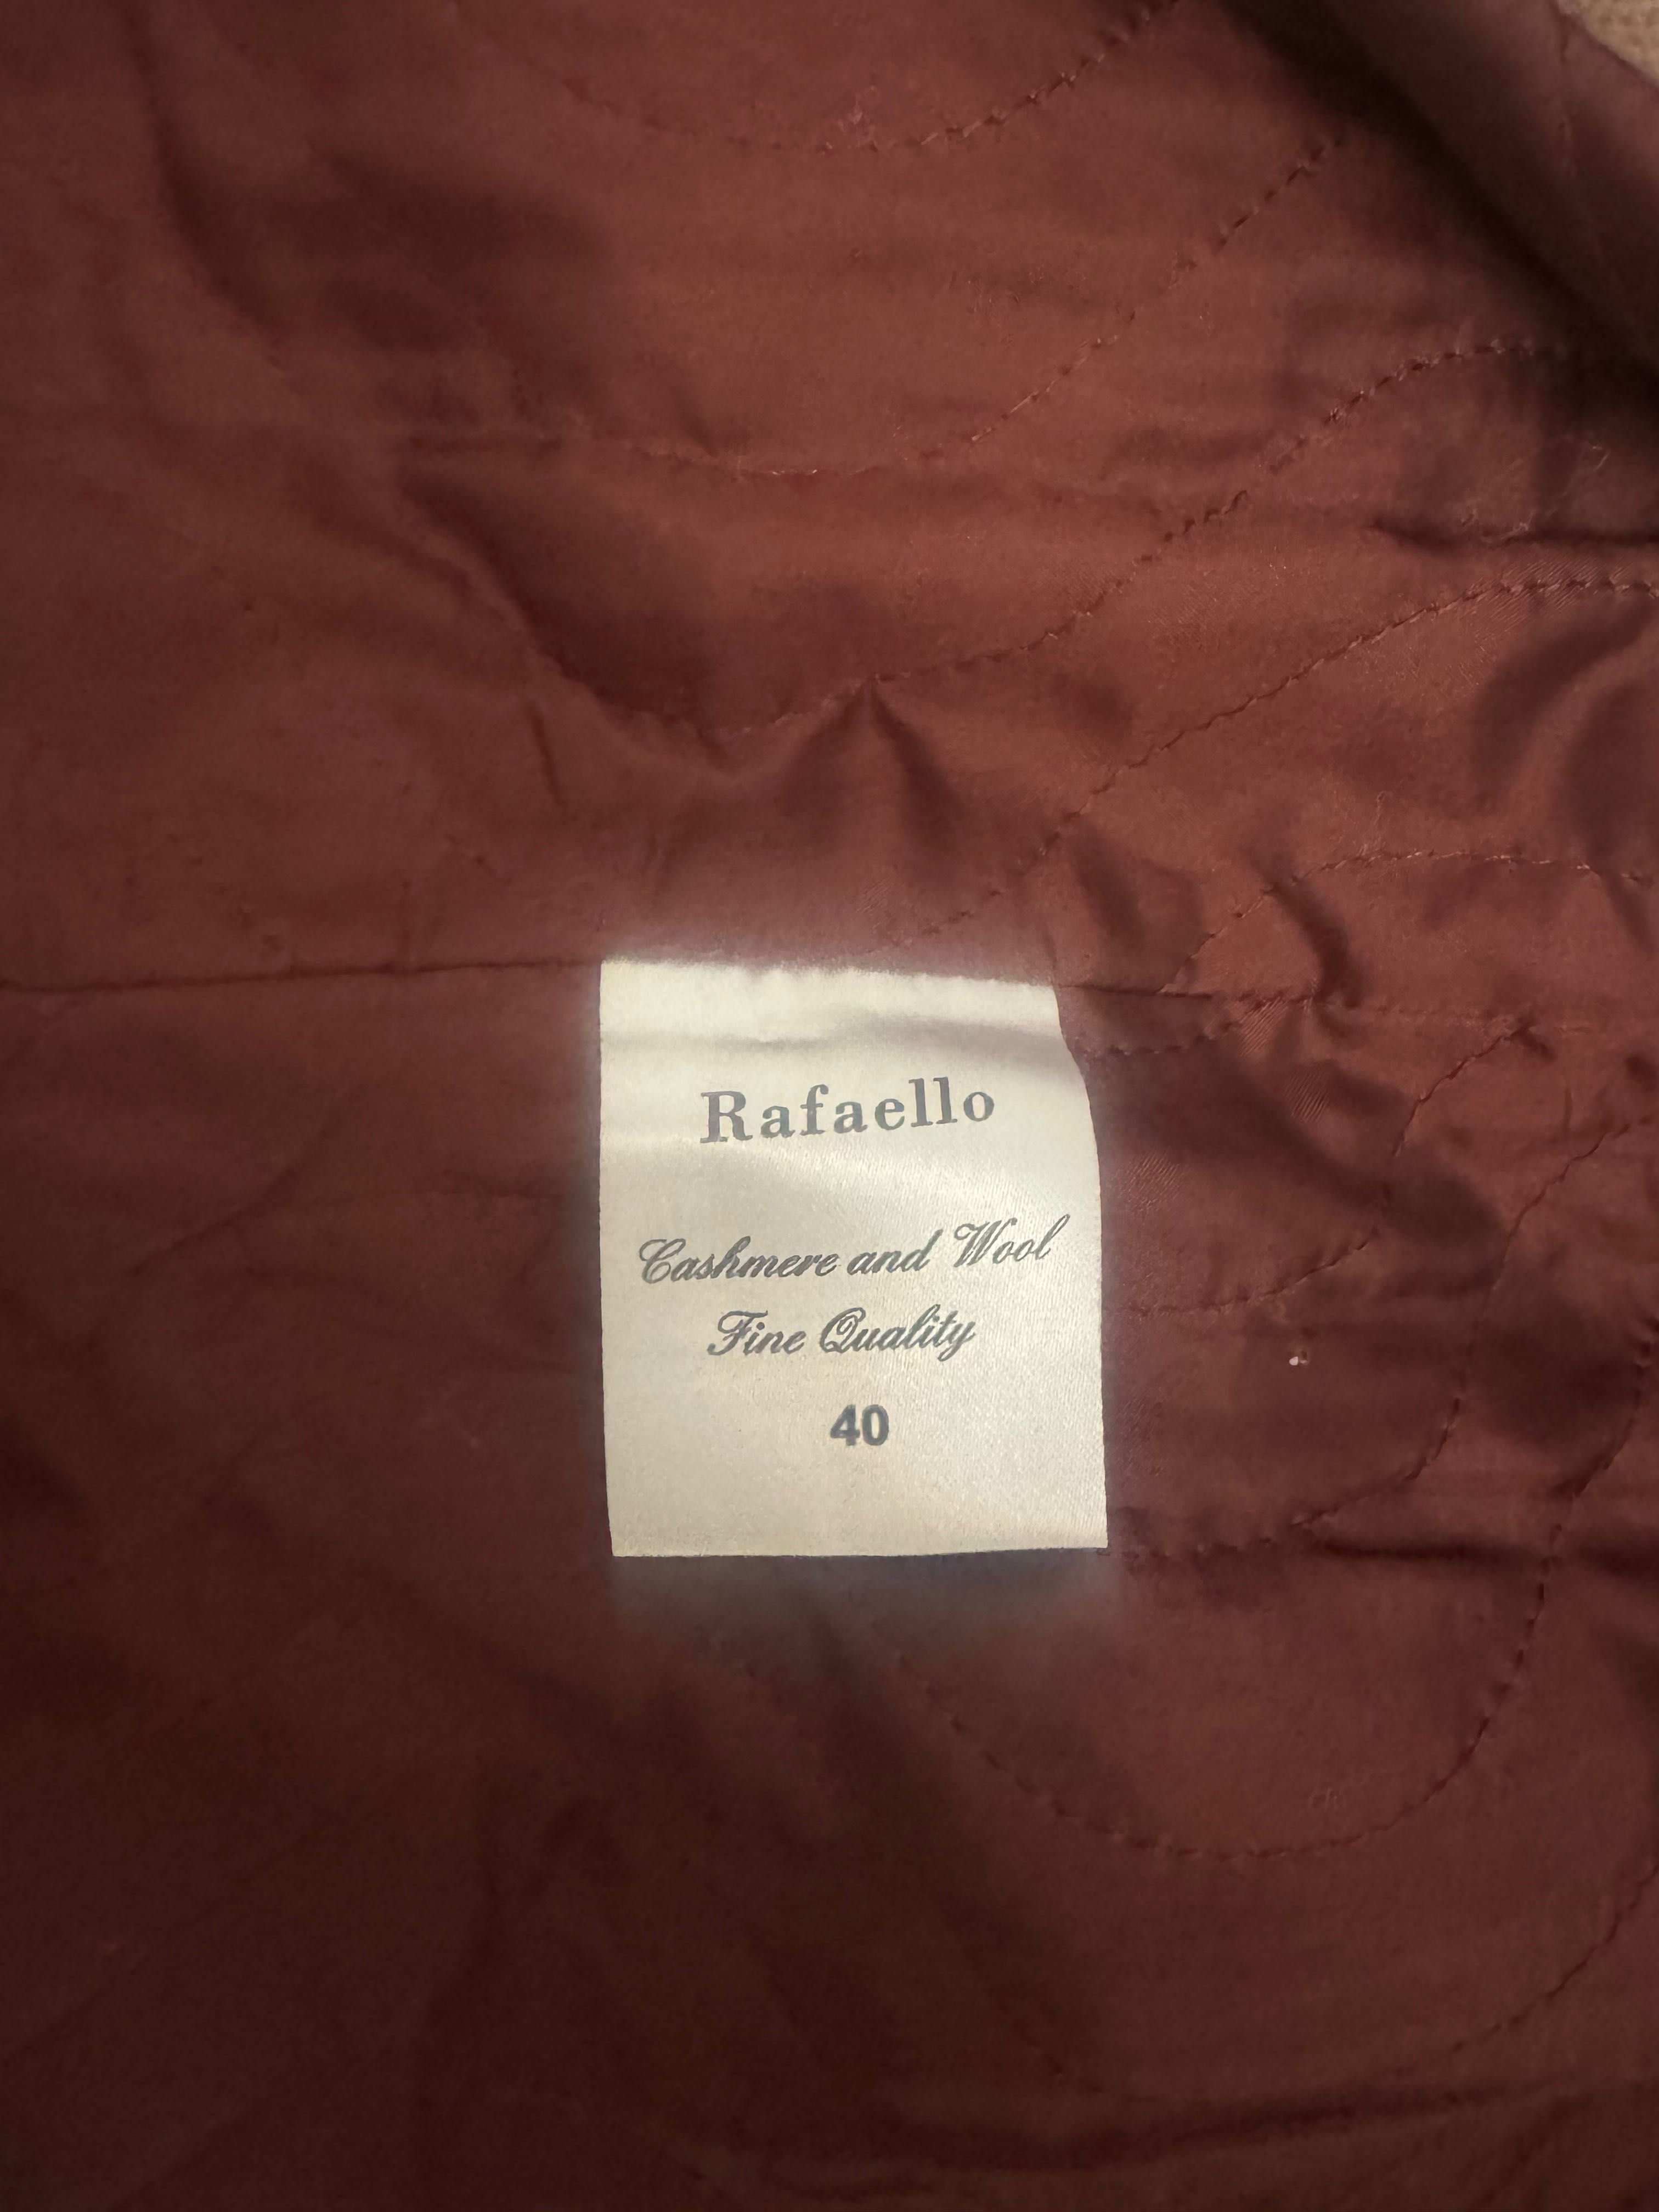 Rafaello
Cashmere and Wool
Fine Quality
40